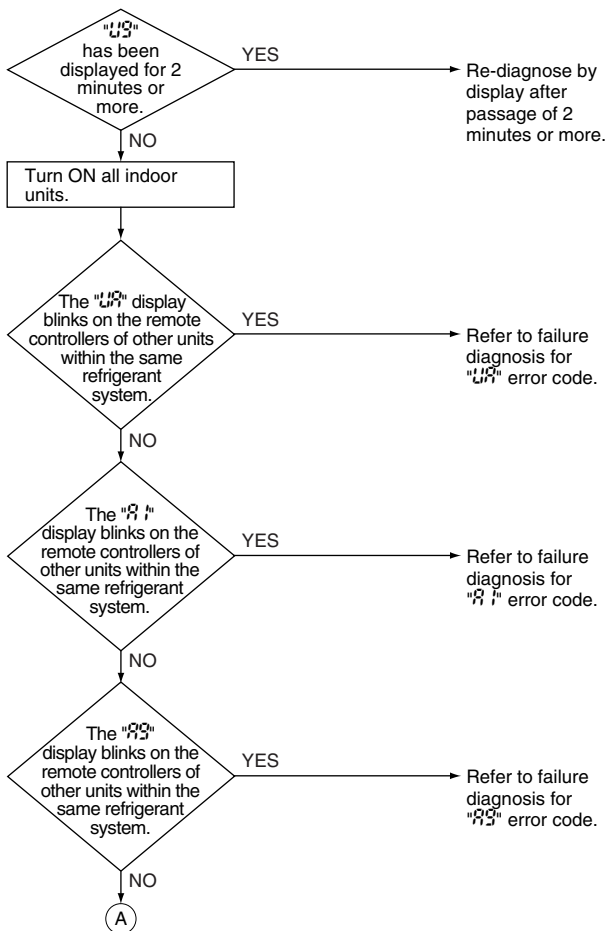 "U9"
has been
displayed for 2
minutes or
more.
YES
Re-diagnose by
display after
passage of 2
minutes or more.
NO
Turn ON all indoor
units.
The "UA" display
blinks on the remote
controllers of other units
within the same
refrigerant
system.
YES
Refer to failure
diagnosis for
"UA" error code.
NO
The "A1"
display blinks on the
remote controllers of
other units within the
same refrigerant
system.
YES
Refer to failure
diagnosis for
"A1" error code.
NO
The "A9"
display blinks on the
remote controllers of
other units within the
same refrigerant
system.
YES
Refer to failure
diagnosis for
"A9" error code.
NO
A